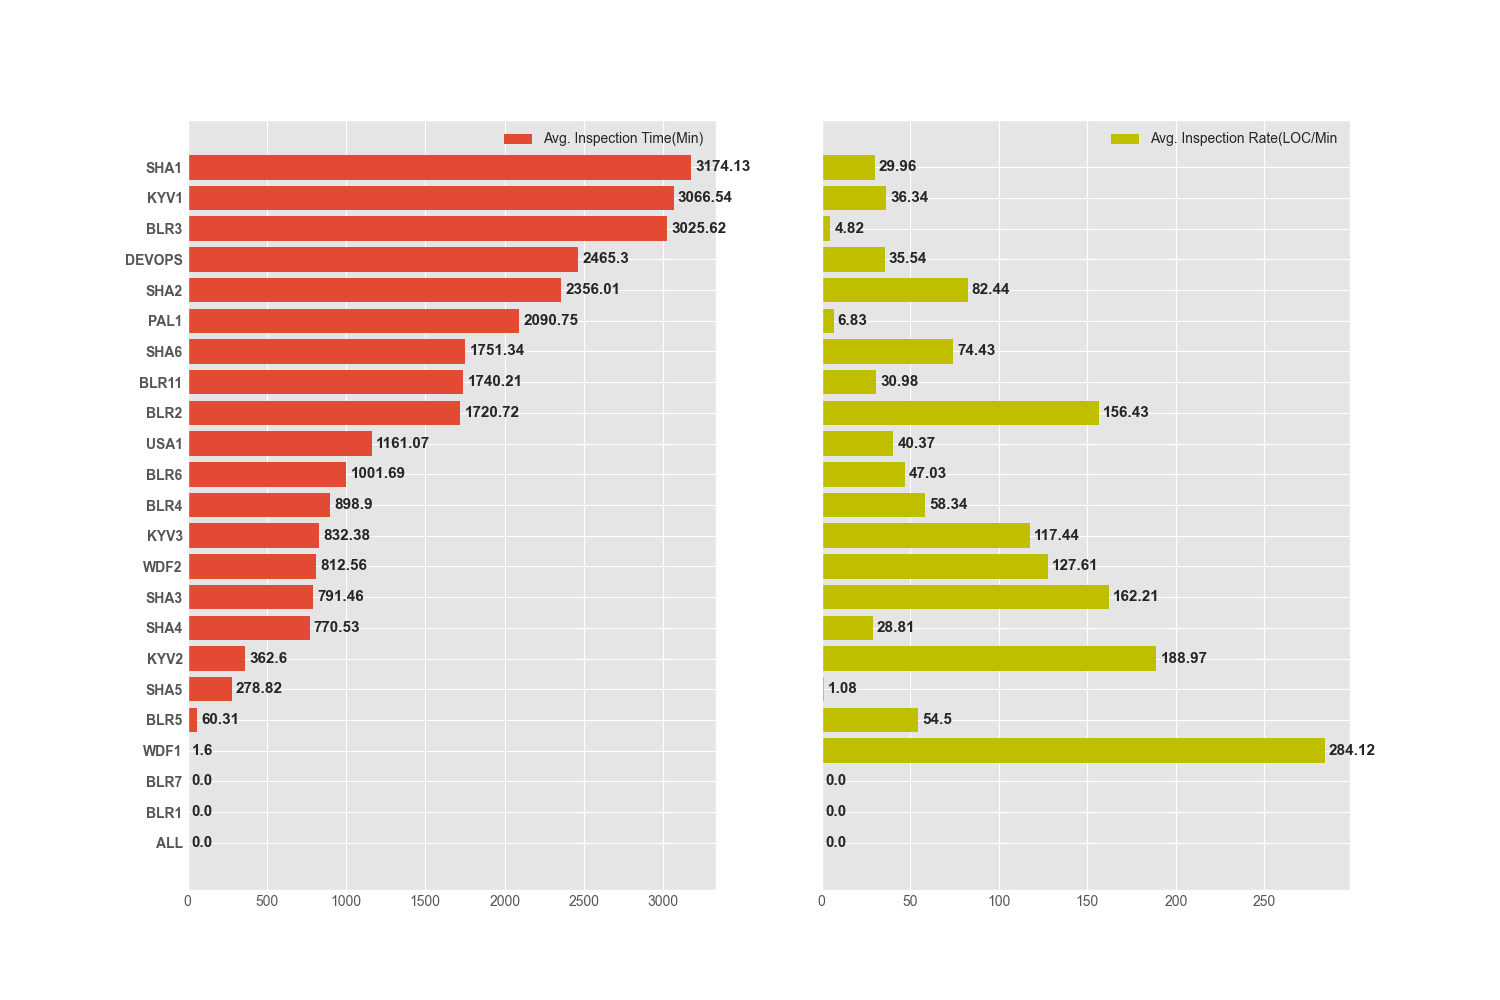 Avg. Inspection Time(Min)
Avg. Inspection Rate(LOC/Min
SHA1 3174.13 29.96
KYV1 3066.54 36.34
BLR3 3025.62 4.82
DEVOPS 2465.3 35.54
SHA2 2356.01 82.44
PAL1 2090.75 6.83
SHA6 1751.34 74.43
BLR11 1740.21 30.98
BLR2 1720.72 156.43
USA1 1161.07 40.37
BLR6 1001.69 47.03
BLR4 898.9 58.34
KYV3 832.38 117.44
WDF2 812.56 127.61
SHA3 791.46 162.21
SHA4 770.53 28.81
KYV2 362.6 188.97
SHA5 278.82 1.08
BLR5 60.31 54.5
WDF1 1.6 284.12
BLR7 0.0 0.0
BLR1 0.0 0.0
ALL 0.0 0.0
0 500 1000 1500 2000 2500 3000
0 50 100 150 200 250